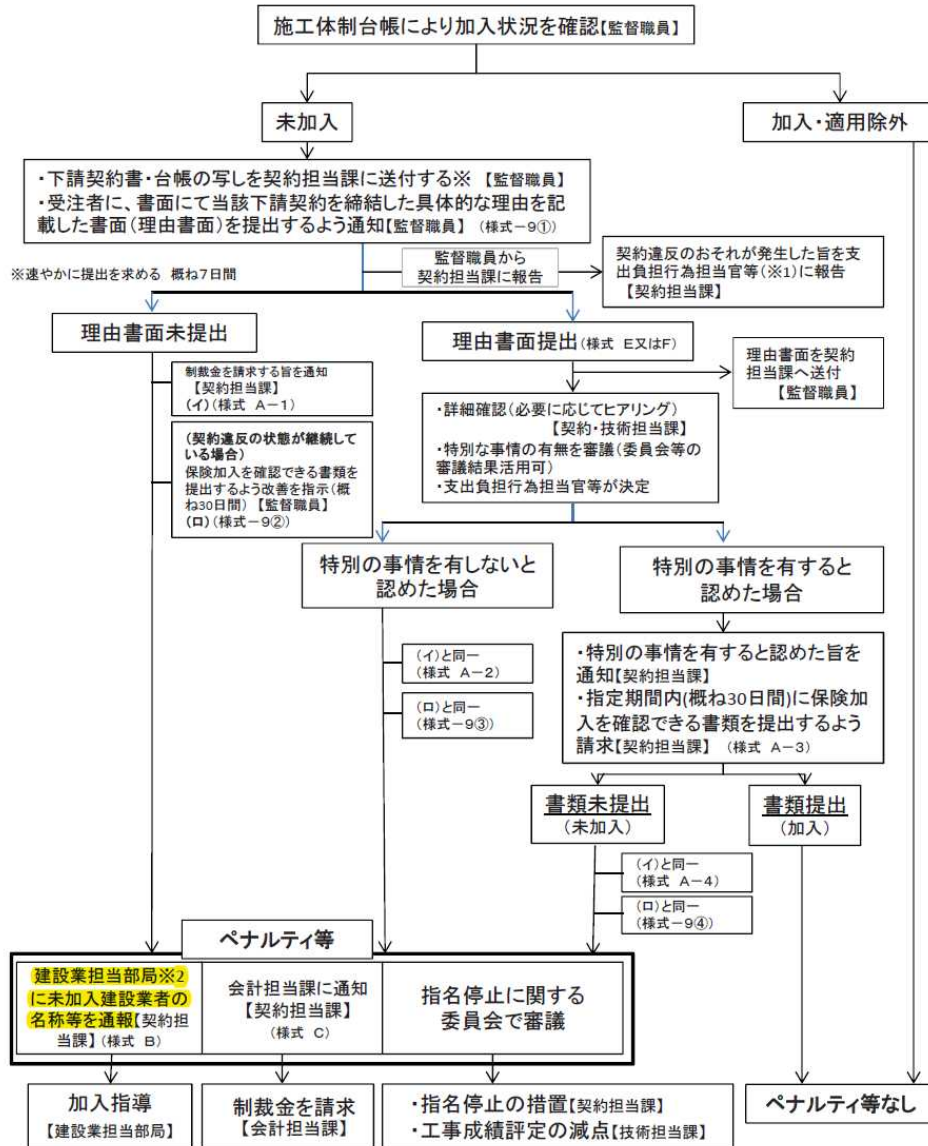 施工体制台帳により加入状況を確認【監督職員】
未加入
加入・適用除外
・下請契約書・台帳の写しを契約担当課に送付する※ 【監督職員】
・受注者に、書面にて当該下請契約を締結した具体的な理由を記
載した書面(理由書面)を提出するよう通知【監督職員】 (様式－9①)
※速やかに提出を求める 概ね7日間
監督職員から
契約担当課に報告
契約違反のおそれが発生した旨を支
出負担行為担当官等(※1)に報告
【契約担当課】
理由書面未提出
理由書面提出(様式 E又はF)
理由書面を契約
担当課へ送付
【監督職員】
制裁金を請求する旨を通知
【契約担当課】
(イ)(様式 A－1)
(契約違反の状態が継続して
いる場合)
保険加入を確認できる書類を
提出するよう改善を指示(概
ね30日間) 【監督職員】
(ロ)(様式－9②)
・詳細確認(必要に応じてヒアリング)
【契約・技術担当課】
・特別な事情の有無を審議(委員会等の
審議結果活用可)
・支出負担行為担当官等が決定
特別の事情を有しないと
認めた場合
特別の事情を有すると
認めた場合
(イ)と同一
(様式 A－2)
(ロ)と同一
(様式－9③)
・特別の事情を有すると認めた旨を
通知【契約担当課】
・指定期間内(概ね30日間)に保険加
入を確認できる書類を提出するよう
請求【契約担当課】 (様式 A－3)
書類未提出
(未加入)
書類提出
(加入)
(イ)と同一
(様式 A－4)
(ロ)と同一
(様式－9④)
ペナルティ等
建設業担当部局※2
に未加入建設業者の
名称等を通報【契約担
当課】(様式 B)
会計担当課に通知
【契約担当課】
(様式 C)
指名停止に関する
委員会で審議
加入指導
【建設業担当部局】
制裁金を請求
【会計担当課】
・指名停止の措置【契約担当課】
・工事成績評定の減点【技術担当課】
ペナルティ等なし